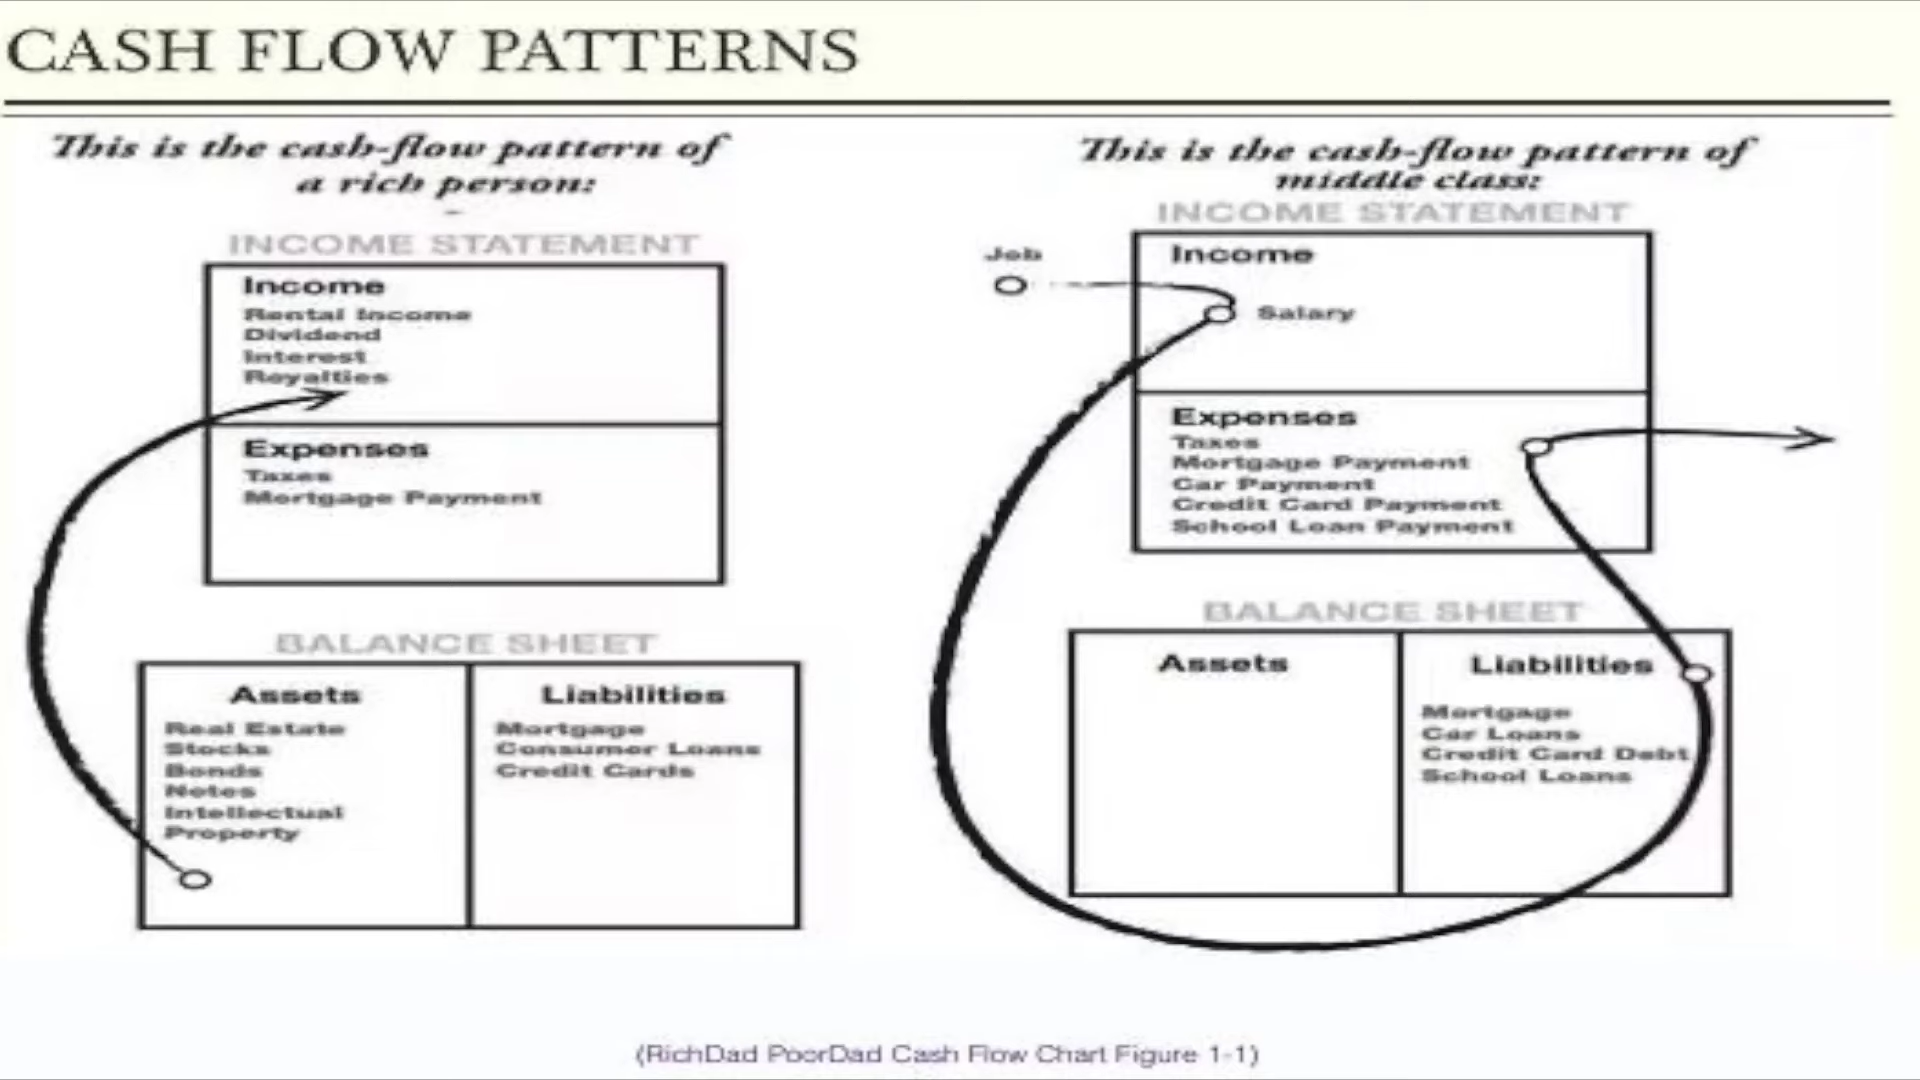 CASH FLOW PATTERNS
This is the cash-flow pattern of
a rich person:
INCOME STATEMENT
Income
Rental Income
Dividend
Interest
Royalties
Expenses
Taxes
Mortgage Payment
BALANCE SHEET
Assets
Real Estate
Stocks
Bonds
Notes
Intellectual
Property
Liabilities
Mortgage
Consumer Loans
Credit Cards
This is the cash-flow pattern of
middle class:
INCOME STATEMENT
Job
Income
Salary
Expenses
Taxes
Mortgage Payment
Car Payment
Credit Card Payment
School Loan Payment
BALANCE SHEET
Assets
Liabilities
Mortgage
Car Loans
Credit Card Debt
School Loans
(RichDad PoorDad Cash Flow Chart Figure 1-1)